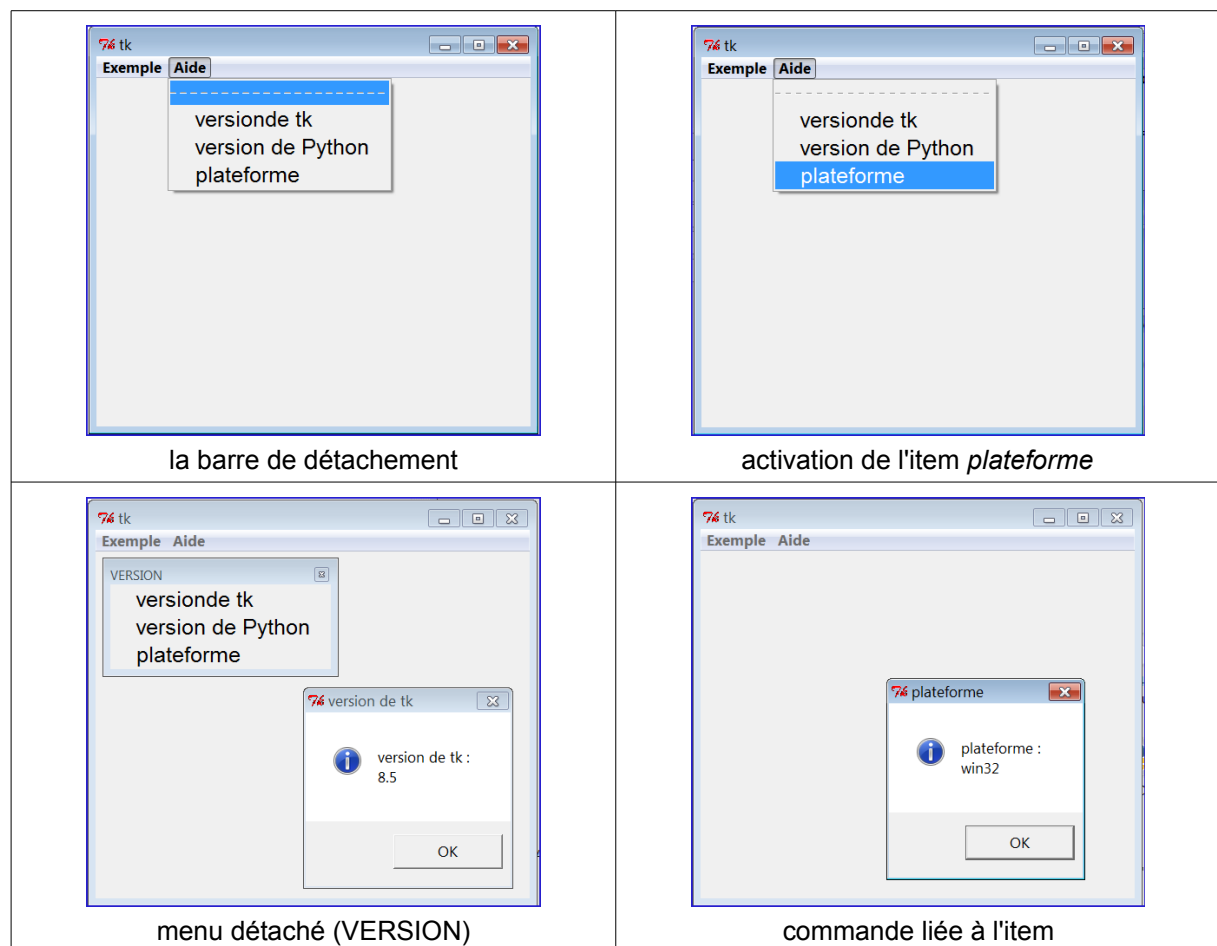 tk
Exemple Aide
versionde tk
version de Python
plateforme
la barre de détachement
tk
Exemple Aide
versionde tk
version de Python
plateforme
activation de l'item plateforme
tk
Exemple Aide
VERSION
versionde tk
version de Python
plateforme
version de tk
version de tk :
8.5
OK
menu détaché (VERSION)
tk
Exemple Aide
plateforme
plateforme :
win32
OK
commande liée à l'item